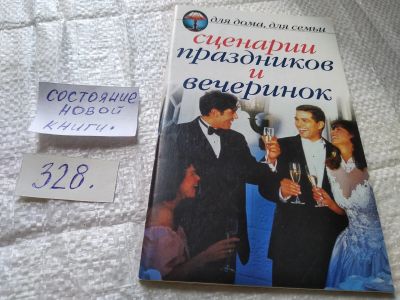 для дома, для семьи
сценарии
праздников
и
вечеринок
состояние
новой
книги.
328.